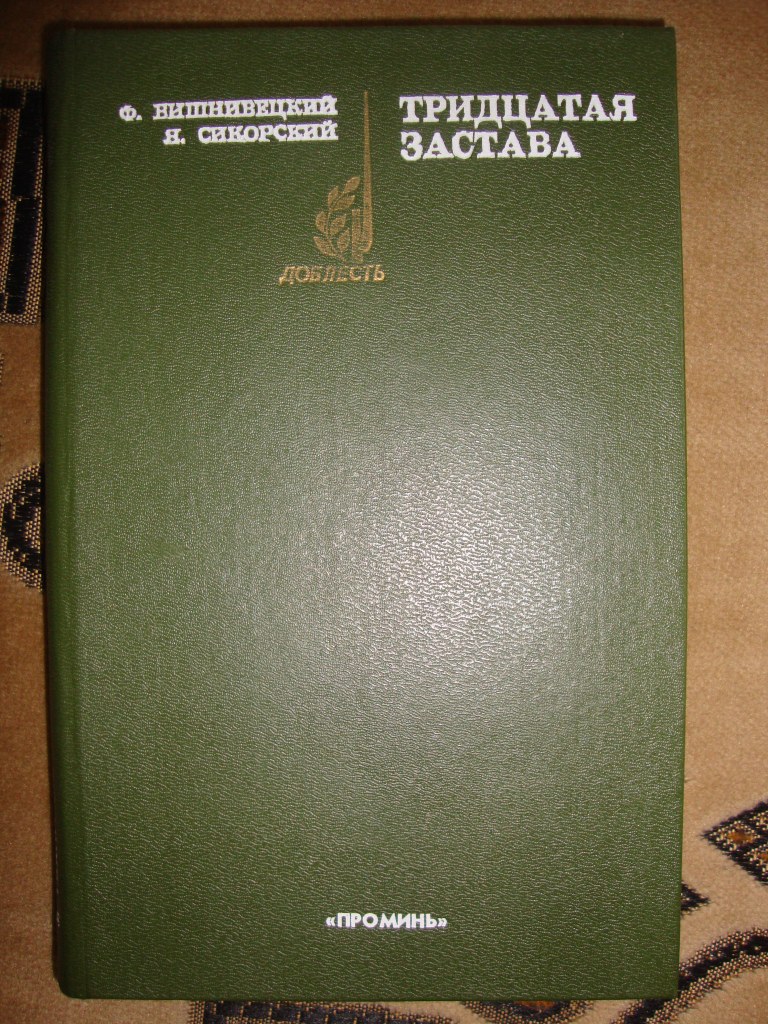 Ф. ВИШНИВЕЦКИЙ
Я. СИКОРСКИЙ
ТРИДЦАТАЯ
ЗАСТАВА
ДОБЛЕСТЬ
«ПРОМИНЬ»